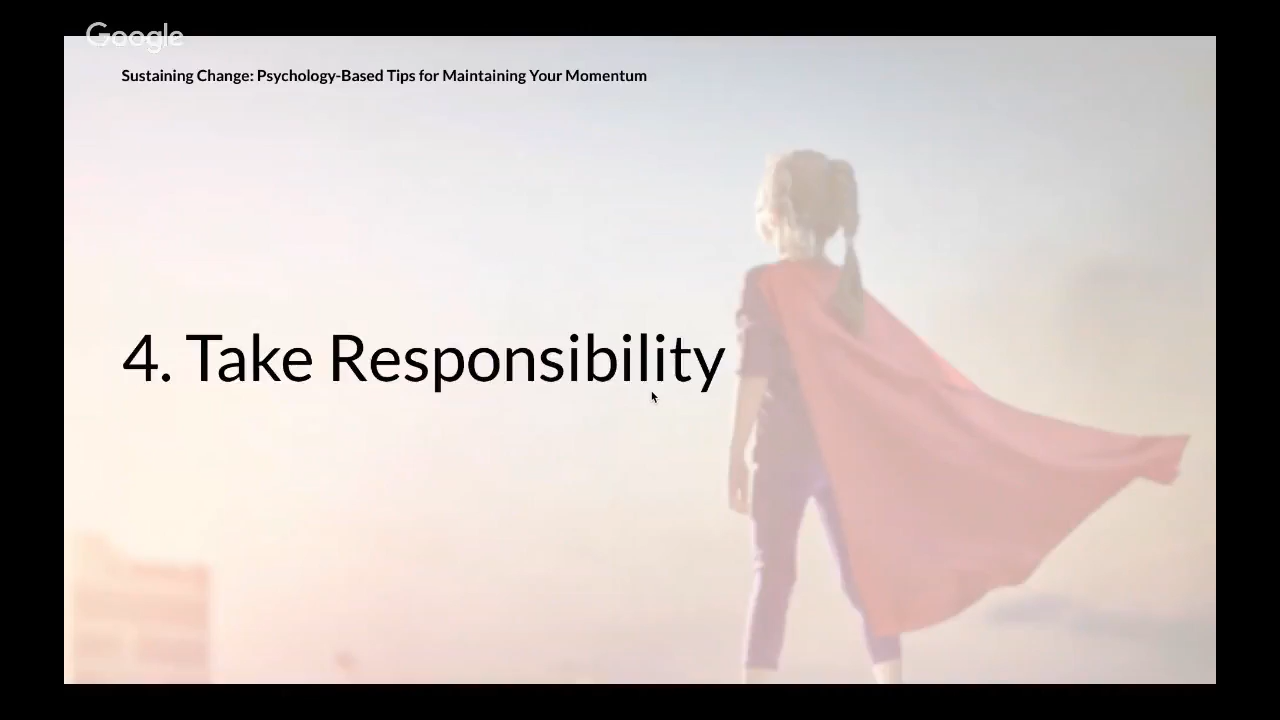 Google
Sustaining Change: Psychology-Based Tips for Maintaining Your Momentum
4. Take Responsibility